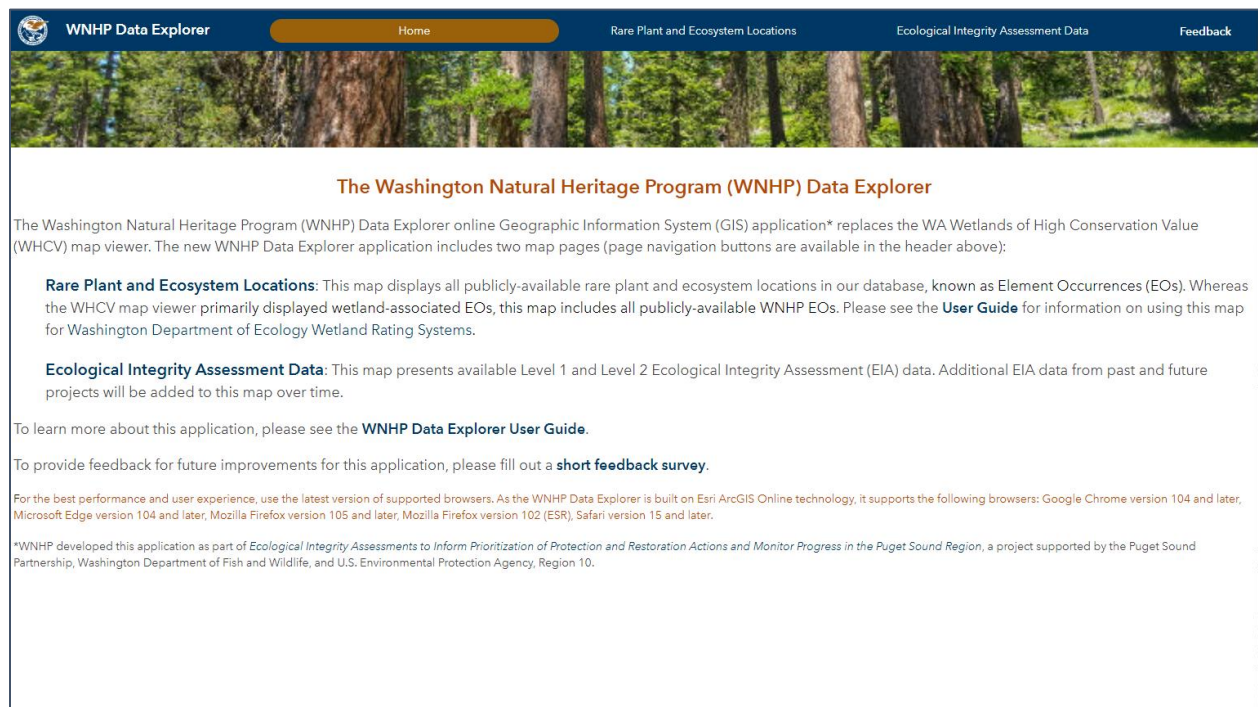 WNHP Data Explorer
Home
Rare Plant and Ecosystem Locations
Ecological Integrity Assessment Data
Feedback
The Washington Natural Heritage Program (WNHP) Data Explorer
The Washington Natural Heritage Program (WNHP) Data Explorer online Geographic Information System (GIS) application* replaces the WA Wetlands of High Conservation Value
(WHCV) map viewer. The new WNHP Data Explorer application includes two map pages (page navigation buttons are available in the header above):
Rare Plant and Ecosystem Locations: This map displays all publicly-available rare plant and ecosystem locations in our database, known as Element Occurrences (EOs). Whereas
the WHCV map viewer primarily displayed wetland-associated EOs, this map includes all publicly-available WNHP EOs. Please see the User Guide for information on using this map
for Washington Department of Ecology Wetland Rating Systems.
Ecological Integrity Assessment Data: This map presents available Level 1 and Level 2 Ecological Integrity Assessment (EIA) data. Additional EIA data from past and future
projects will be added to this map over time.
To learn more about this application, please see the WNHP Data Explorer User Guide.
To provide feedback for future improvements for this application, please fill out a short feedback survey.
For the best performance and user experience, use the latest version of supported browsers. As the WNHP Data Explorer is built on Esri ArcGIS Online technology, it supports the following browsers: Google Chrome version 104 and later,
Microsoft Edge version 104 and later, Mozilla Firefox version 105 and later, Mozilla Firefox version 102 (ESR), Safari version 15 and later.
*WNHP developed this application as part of Ecological Integrity Assessments to Inform Prioritization of Protection and Restoration Actions and Monitor Progress in the Puget Sound Region, a project supported by the Puget Sound
Partnership, Washington Department of Fish and Wildlife, and U.S. Environmental Protection Agency, Region 10.